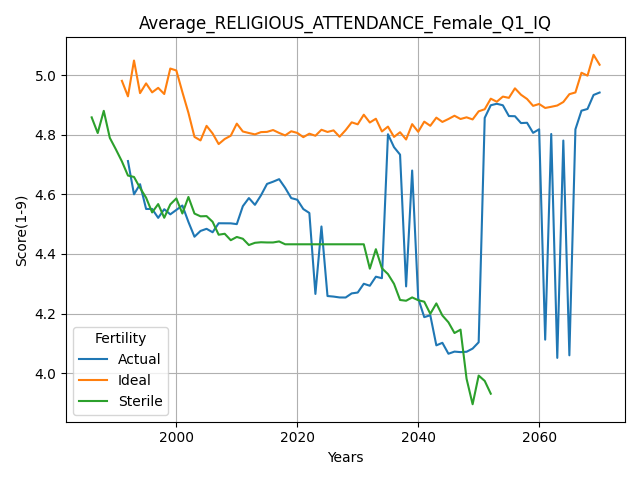 Average_RELIGIOUS_ATTENDANCE_Female_Q1_IQ
Score(1-9)
5.0
4.8
4.6
4.4
4.2
4.0
Fertility
Actual
Ideal
Sterile
2000 2020 2040 2060
Years